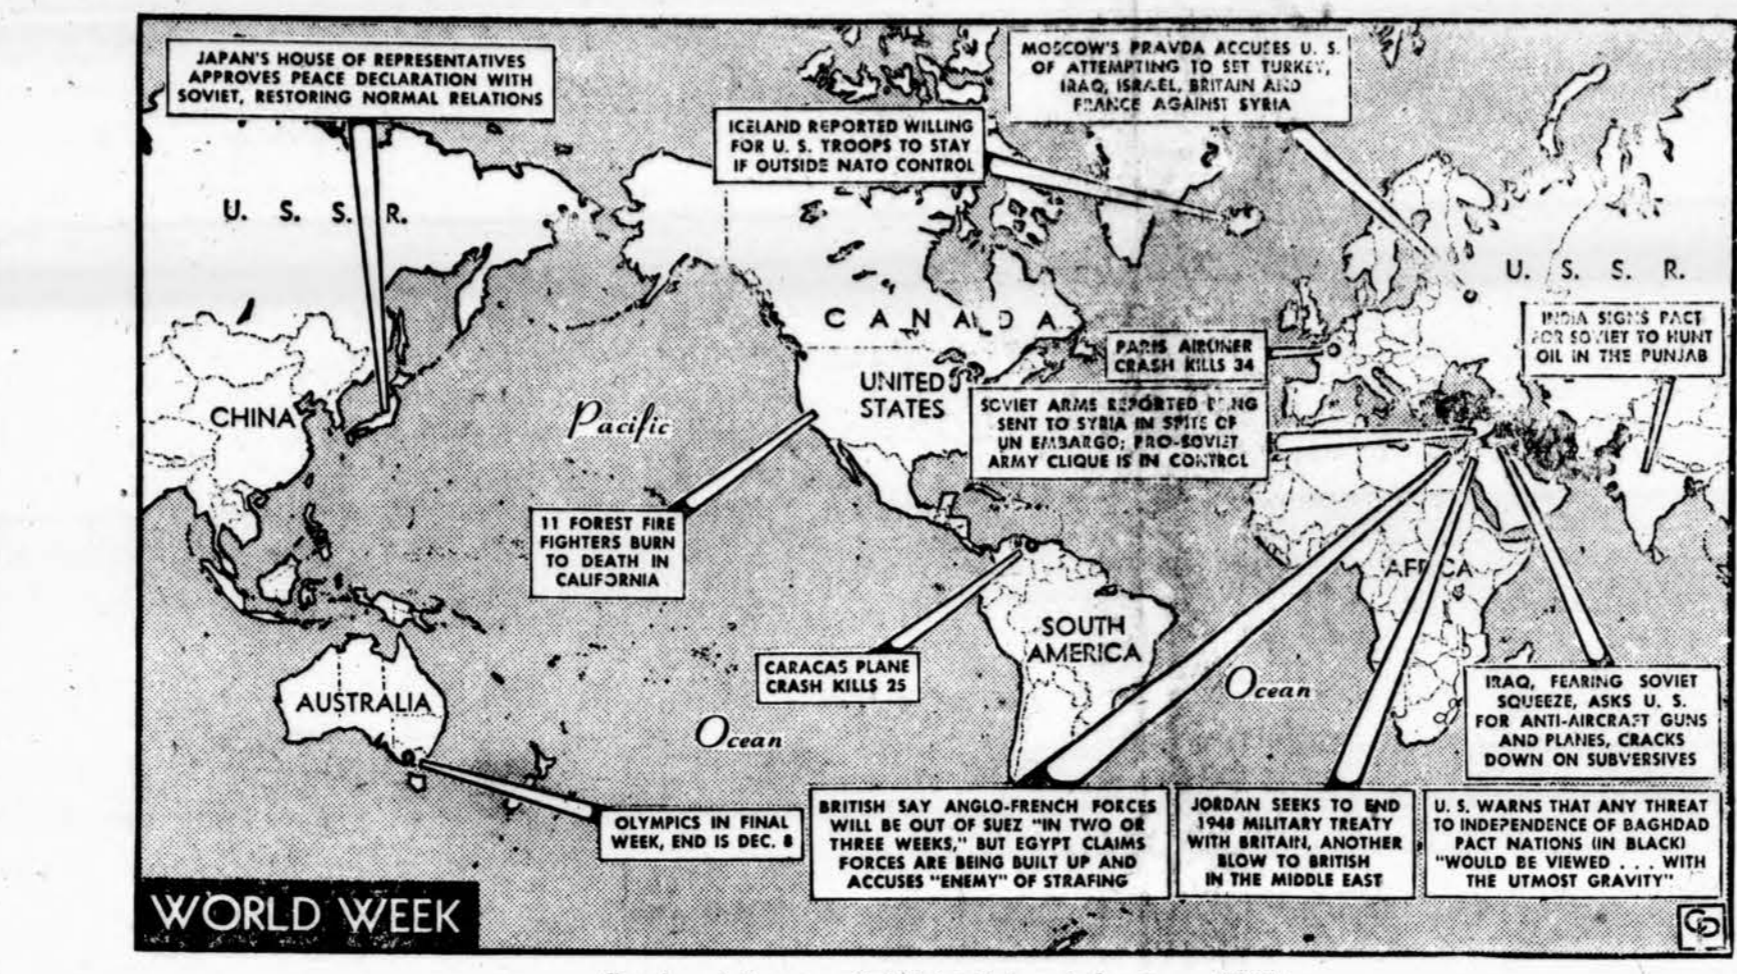 JAPAN'S HOUSE OF REPRESENTATIVES
APPROVES PEACE DECLARATION WITH
SOVIET, RESTORING NORMAL RELATIONS
MOSCOW'S PRAVDA ACCUSES U. S.
OF ATTEMPTING TO SET TURKEY,
IRAQ, ISRAEL, BRITAIN AND
FRANCE AGAINST SYRIA
ICELAND REPORTED WILLING
FOR U. S. TROOPS TO STAY
IF OUTSIDE NATO CONTROL
U. S. S. R.
U. S. S. R.
CANADA
INDIA SIGNS PACT
FOR SOVIET TO HUNT
OIL IN THE PUNJAB
PARIS AIRLINER
CRASH KILLS 34
UNITED
STATES
CHINA
Pacific
SOVIET ARMS REPORTED BEING
SENT TO SYRIA IN SPITE OF
UN EMBARGO; PRO-SOVIET
ARMY CLIQUE IS IN CONTROL
11 FOREST FIRE
FIGHTERS BURN
TO DEATH IN
CALIFORNIA
AFRICA
SOUTH
AMERICA
CARACAS PLANE
CRASH KILLS 25
AUSTRALIA
Ocean
Ocean
IRAQ, FEARING SOVIET
SQUEEZE, ASKS U. S.
FOR ANTI-AIRCRAFT GUNS
AND PLANES, CRACKS
DOWN ON SUBVERSIVES
OLYMPICS IN FINAL
WEEK, END IS DEC. 8
BRITISH SAY ANGLO-FRENCH FORCES
WILL BE OUT OF SUEZ "IN TWO OR
THREE WEEKS," BUT EGYPT CLAIMS
FORCES ARE BEING BUILT UP AND
ACCUSES "ENEMY" OF STRAFING
JORDAN SEEKS TO END
1948 MILITARY TREATY
WITH BRITAIN, ANOTHER
BLOW TO BRITISH
IN THE MIDDLE EAST
U. S. WARNS THAT ANY THREAT
TO INDEPENDENCE OF BAGHDAD
PACT NATIONS (IN BLACK)
"WOULD BE VIEWED . . . WITH
THE UTMOST GRAVITY"
WORLD WEEK